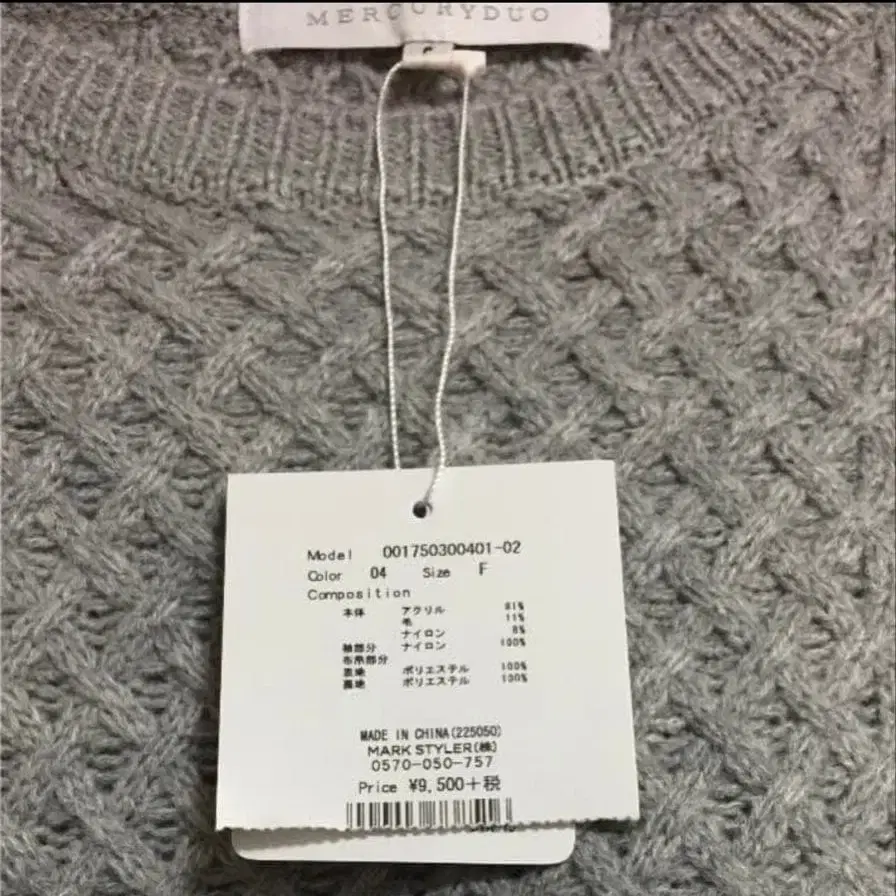 MERCURYDUO
Model 001750300401-02
Color 04 Size F
Composition
本体 アクリル 81%
毛 11%
ナイロン 8%
袖部分 ナイロン 100%
布帛部分
表地 ポリエステル 100%
裏地 ポリエステル 100%
MADE IN CHINA(225050)
MARK STYLER(株)
0570-050-757
Price ¥9,500+税